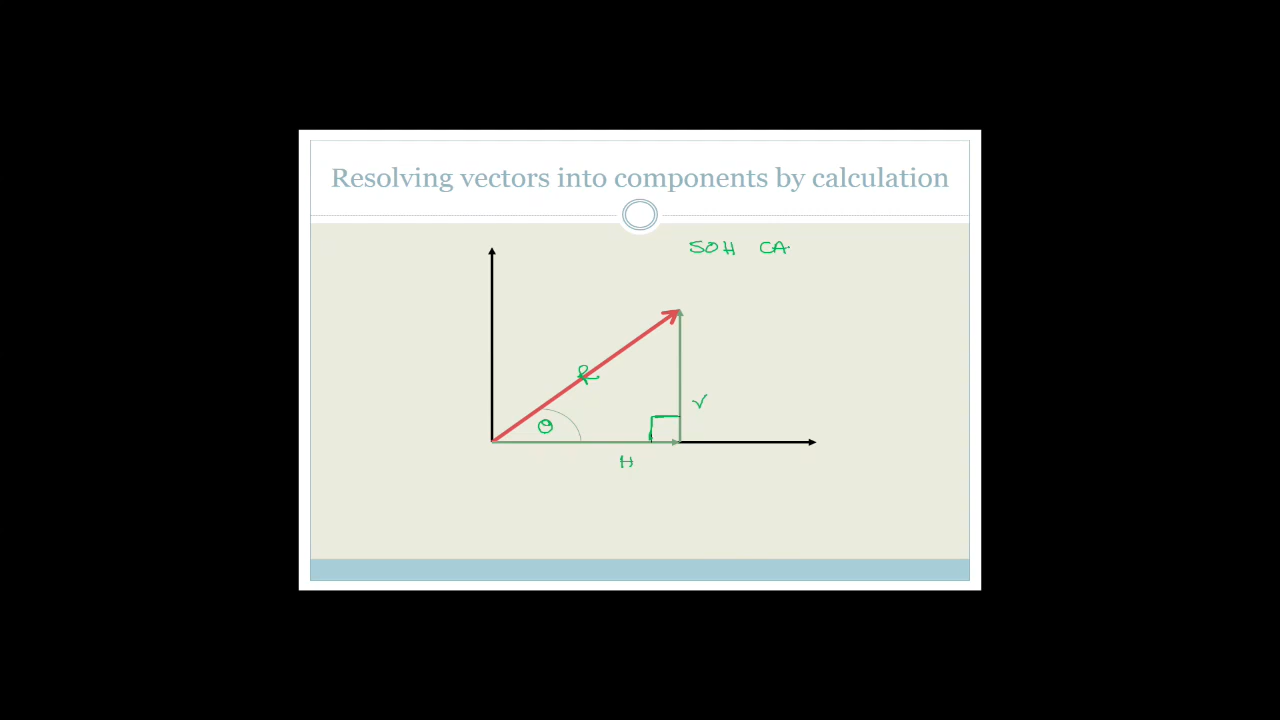 Resolving vectors into components by calculation
SOH CA
R
θ
V
H